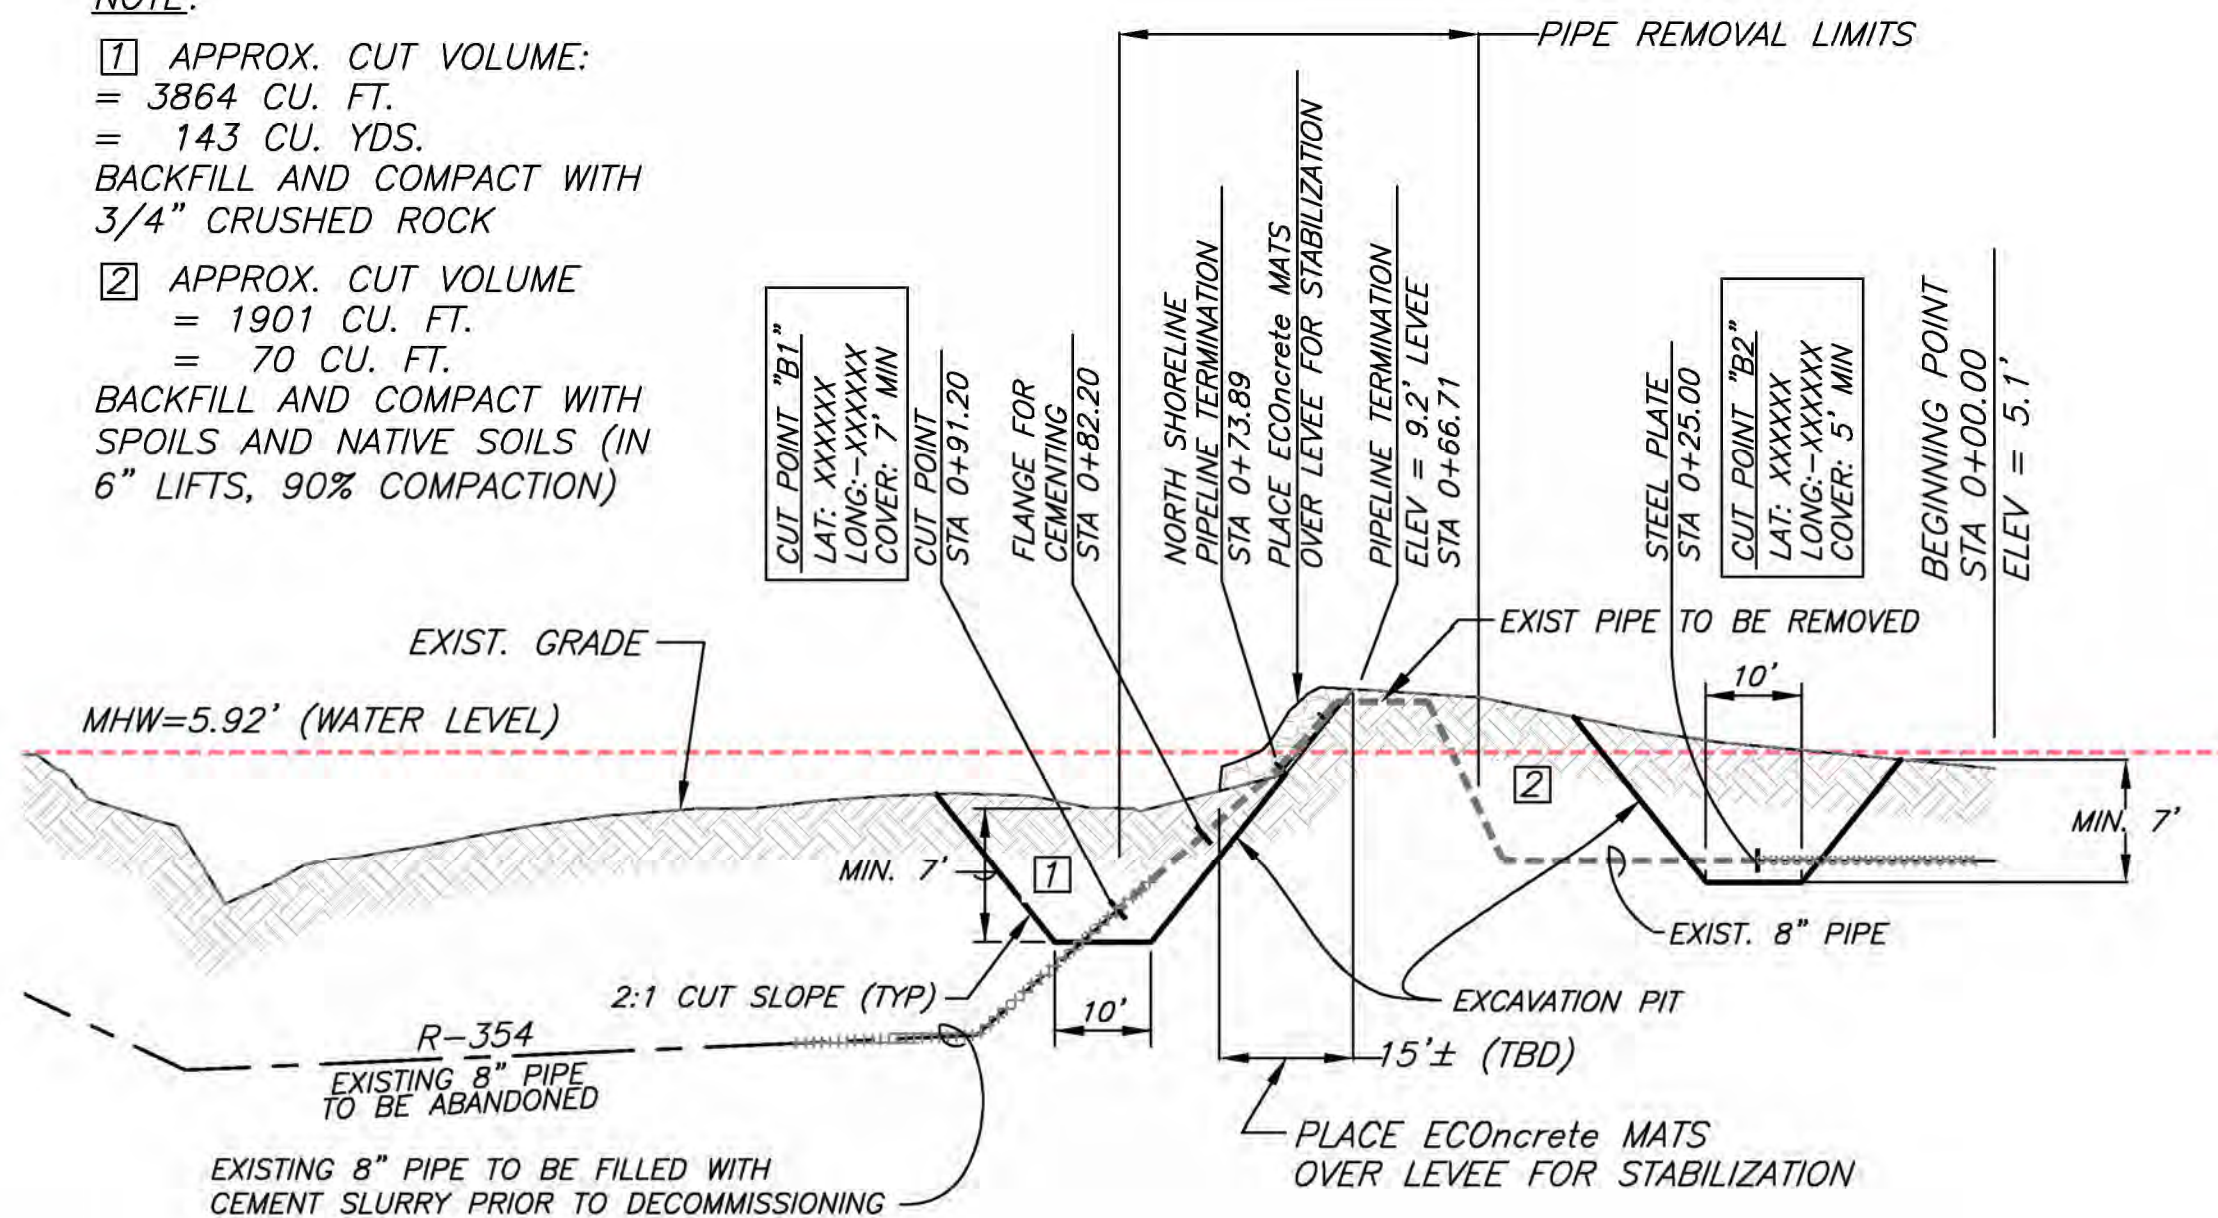 NOTE:
1 APPROX. CUT VOLUME:
= 3864 CU. FT.
= 143 CU. YDS.
BACKFILL AND COMPACT WITH
3/4" CRUSHED ROCK
2 APPROX. CUT VOLUME
= 1901 CU. FT.
= 70 CU. FT.
BACKFILL AND COMPACT WITH
SPOILS AND NATIVE SOILS (IN
6" LIFTS, 90% COMPACTION)
PIPE REMOVAL LIMITS
CUT POINT "B1"
LAT: XXXXXX
LONG:-XXXXXX
COVER: 7' MIN
CUT POINT
STA 0+91.20
FLANGE FOR
CEMENTING
STA 0+82.20
NORTH SHORELINE
PIPELINE TERMINATION
STA 0+73.89
PLACE ECOncrete MATS
OVER LEVEE FOR STABILIZATION
PIPELINE TERMINATION
ELEV = 9.2' LEVEE
STA 0+66.71
STEEL PLATE
STA 0+25.00
CUT POINT "B2"
LAT: XXXXXX
LONG:-XXXXXX
COVER: 5' MIN
BEGINNING POINT
STA 0+00.00
ELEV = 5.1'
EXIST. GRADE
EXIST PIPE TO BE REMOVED
MHW=5.92' (WATER LEVEL)
10'
2
MIN. 7'
MIN. 7'
1
EXIST. 8" PIPE
2:1 CUT SLOPE (TYP)
10'
EXCAVATION PIT
R-354
EXISTING 8" PIPE
TO BE ABANDONED
15'± (TBD)
PLACE ECOncrete MATS
OVER LEVEE FOR STABILIZATION
EXISTING 8" PIPE TO BE FILLED WITH
CEMENT SLURRY PRIOR TO DECOMMISSIONING